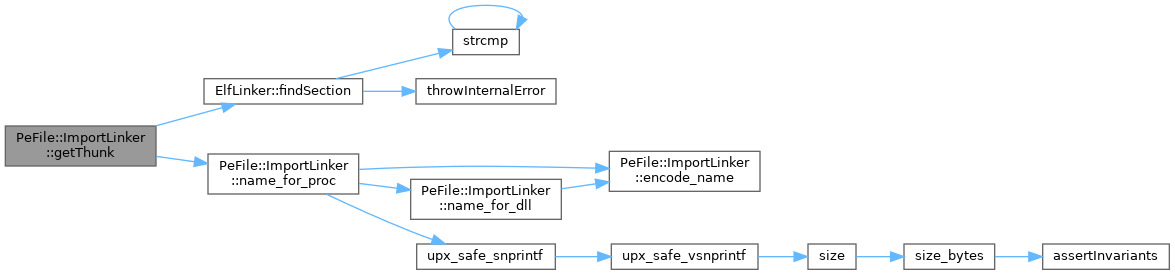 strcmp
ElfLinker::findSection
throwInternalError
PeFile::ImportLinker
::getThunk
PeFile::ImportLinker
::name_for_proc
PeFile::ImportLinker
::encode_name
PeFile::ImportLinker
::name_for_dll
upx_safe_snprintf
upx_safe_vsnprintf
size
size_bytes
assertInvariants